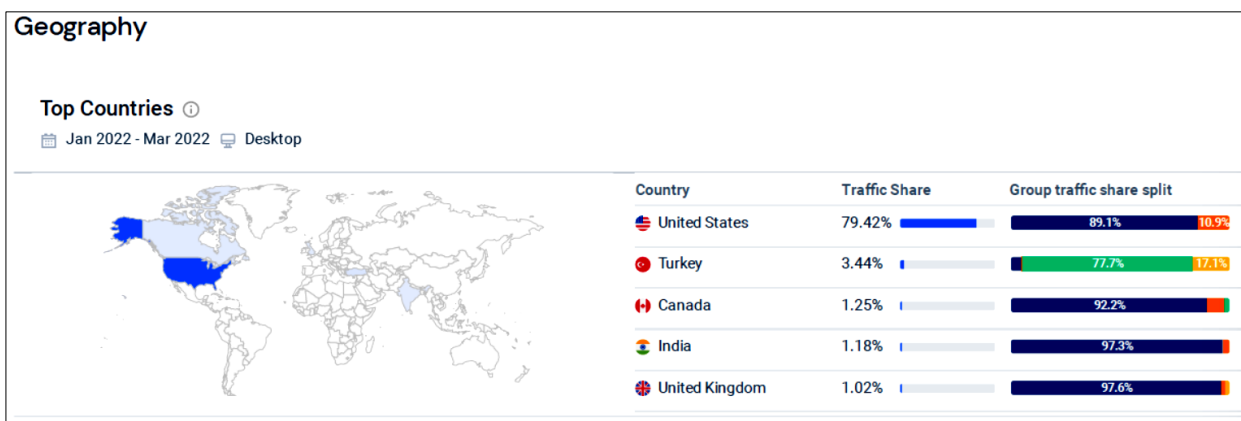 Geography
Top Countries
Jan 2022 - Mar 2022 Desktop
Country Traffic Share Group traffic share split
United States 79.42% 89.1% 10.9%
Turkey 3.44% 77.7% 17.1%
Canada 1.25% 92.2%
India 1.18% 97.3%
United Kingdom 1.02% 97.6%